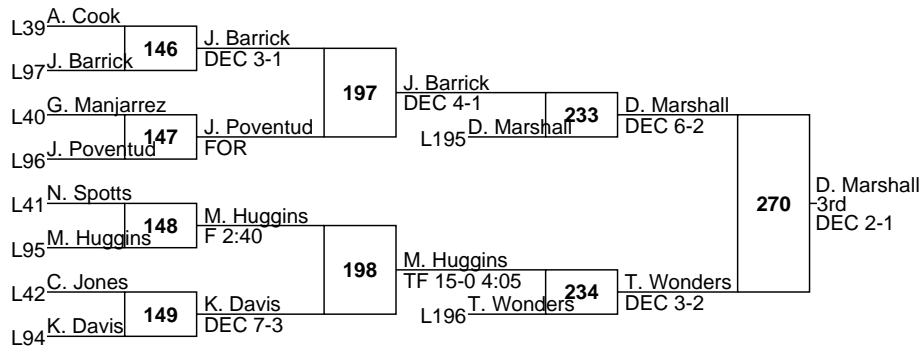 L39 A. Cook
146
L97 J. Barrick
J. Barrick
DEC 3-1
L40 G. Manjarrez
147
L96 J. Poventud
J. Poventud
FOR
197
J. Barrick
DEC 4-1
L195 D. Marshall
233
D. Marshall
DEC 6-2
L41 N. Spotts
148
L95 M. Huggins
M. Huggins
F 2:40
L42 C. Jones
149
L94 K. Davis
K. Davis
DEC 7-3
198
M. Huggins
TF 15-0 4:05
L196 T. Wonders
234
T. Wonders
DEC 3-2
270
D. Marshall
3rd
DEC 2-1